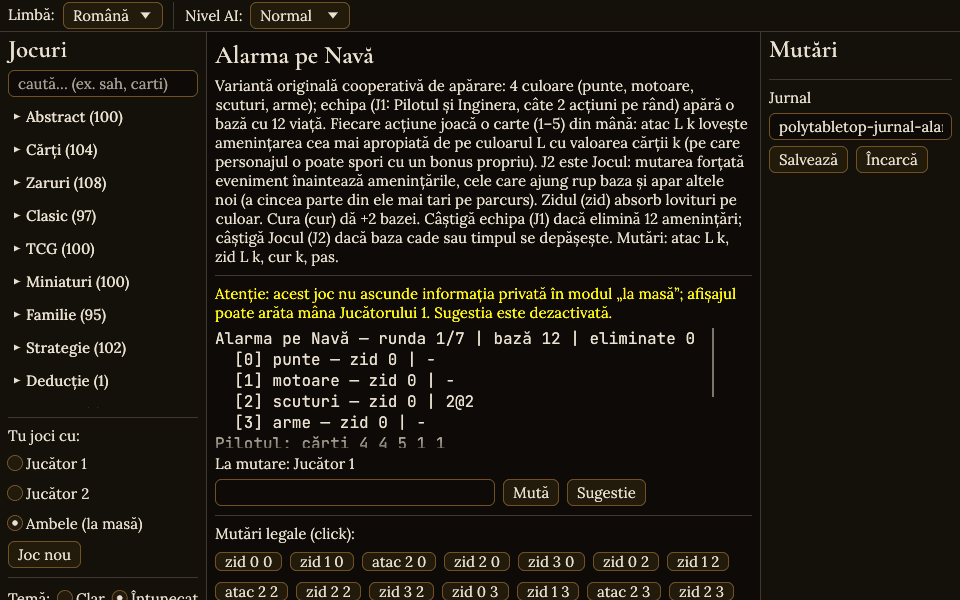 Limbă: Română Nivel AI: Normal
Jocuri
caută... (ex. sah, carti)
Abstract (100)
Cărți (104)
Zaruri (108)
Clasic (97)
TCG (100)
Miniaturi (100)
Familie (95)
Strategie (102)
Deducție (1)
Tu joci cu:
Jucător 1
Jucător 2
Ambele (la masă)
Joc nou
Temă: Clar Întunecat
Alarma pe Navă
Variantă originală cooperativă de apărare: 4 culoare (punte, motoare,
scuturi, arme); echipa (J1: Pilotul și Inginera, câte 2 acțiuni pe rând) apără o
bază cu 12 viață. Fiecare acțiune joacă o carte (1–5) din mână: atac L k lovește
amenințarea cea mai apropiată de pe culoarul L cu valoarea cărții k (pe care
personajul o poate spori cu un bonus propriu). J2 este Jocul: mutarea forțată
eveniment înaintează amenințările, cele care ajung rup baza și apar altele
noi (a cincea parte din ele mai tari pe parcurs). Zidul (zid) absorb lovituri pe
culoar. Cura (cur) dă +2 bazei. Câștigă echipa (J1) dacă elimină 12 amenințări;
câștigă Jocul (J2) dacă baza cade sau timpul se depășește. Mutări: atac L k,
zid L k, cur k, pas.
Atenție: acest joc nu ascunde informația privată în modul „la masă”; afișajul
poate arăta mâna Jucătorului 1. Sugestia este dezactivată.
Alarma pe Navă — runda 1/7 | bază 12 | eliminate 0
[0] punte — zid 0 | -
[1] motoare — zid 0 | -
[2] scuturi — zid 0 | 2@2
[3] arme — zid 0 | -
Pilotul: cărți 4 4 5 1 1
La mutare: Jucător 1
Mută Sugestie
Mutări legale (click):
zid 0 0 zid 1 0 atac 2 0 zid 2 0 zid 3 0 zid 0 2 zid 1 2
atac 2 2 zid 2 2 zid 3 2 zid 0 3 zid 1 3 atac 2 3 zid 2 3
Mutări
Jurnal
polytabletop-jurnal-ala
Salvează Încarcă